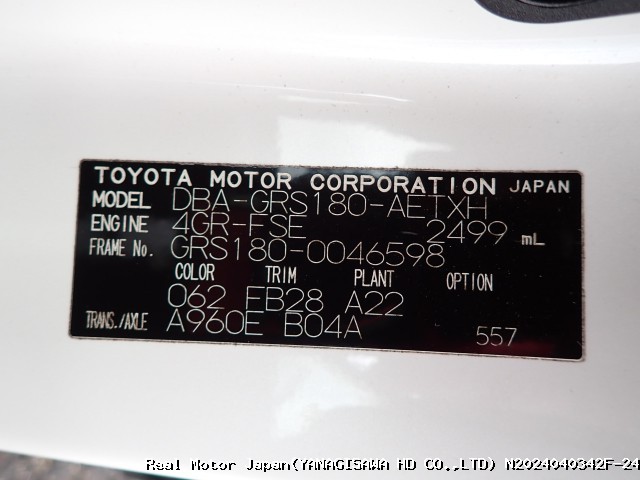 TOYOTA MOTOR CORPORATION JAPAN
MODEL DBA-GRS180-AETXH
ENGINE 4GR-FSE 2499 mL
FRAME No. GRS180-0046598
COLOR TRIM PLANT OPTION
062 FB28 A22
TRANS./AXLE A960E B04A 557
Real Motor Japan(YANAGISAWA HD CO.,LTD) N2024040342F-24